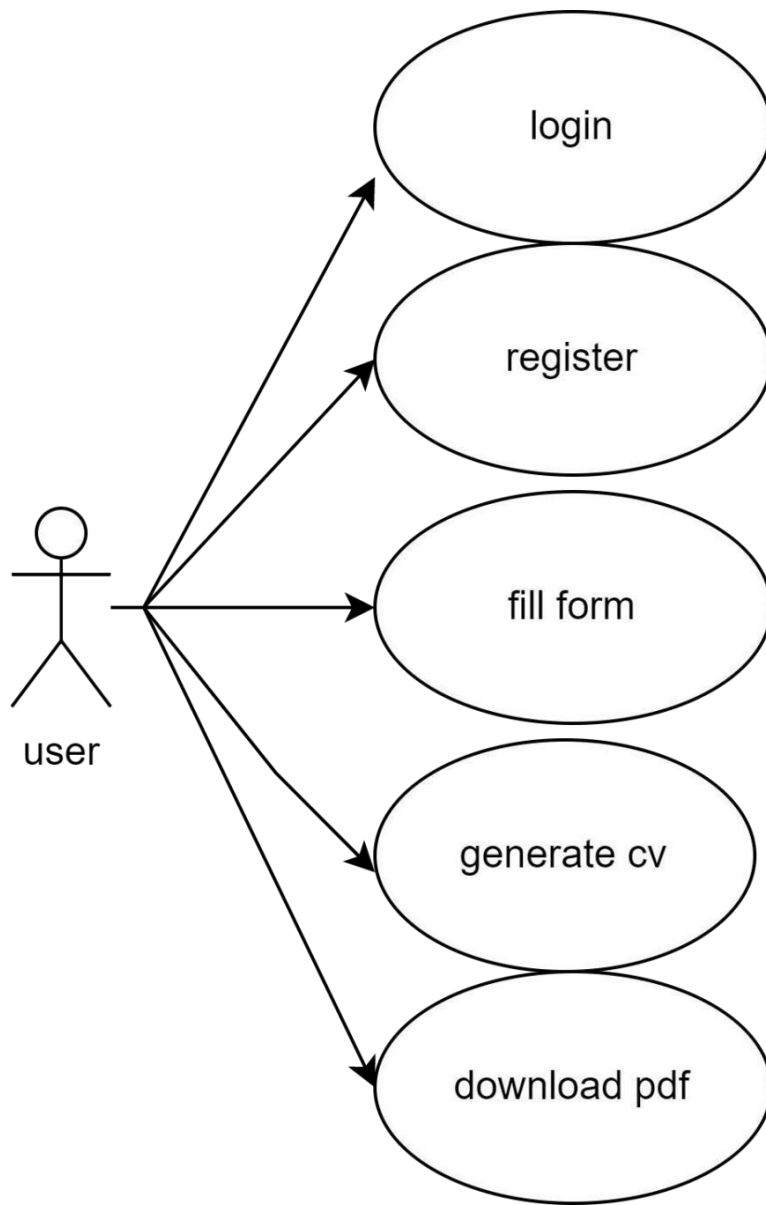 login
register
fill form
user
generate cv
download pdf